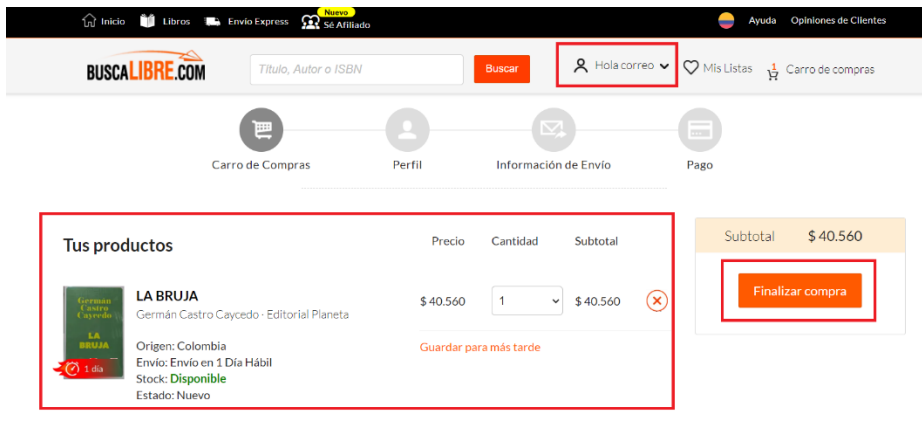 Inicio Libros Envío Express Nuevo Sé Afiliado Ayuda Opiniones de Clientes
BUSCALIBRE.COM Título, Autor o ISBN Buscar Hola correo Mis Listas 1 Carro de compras
Carro de Compras Perfil Información de Envío Pago
Tus productos Precio Cantidad Subtotal
LA BRUJA $ 40.560 1 $ 40.560
Germán Castro Caycedo · Editorial Planeta
Origen: Colombia
Envío: Envío en 1 Día Hábil
Stock: Disponible
Estado: Nuevo
Guardar para más tarde
Germán
Castro
Caycedo
LA
BRUJA
1 día
Subtotal $ 40.560
Finalizar compra